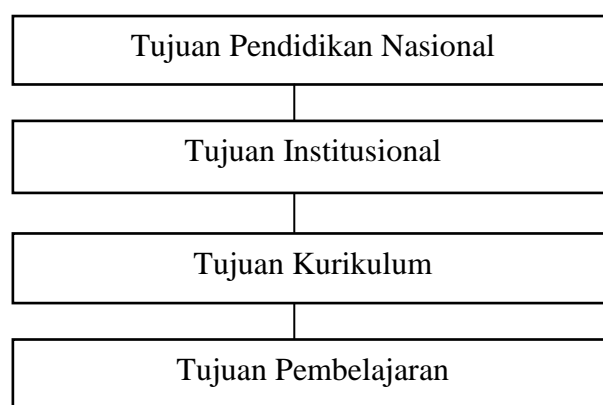 Tujuan Pendidikan Nasional
Tujuan Institusional
Tujuan Kurikulum
Tujuan Pembelajaran